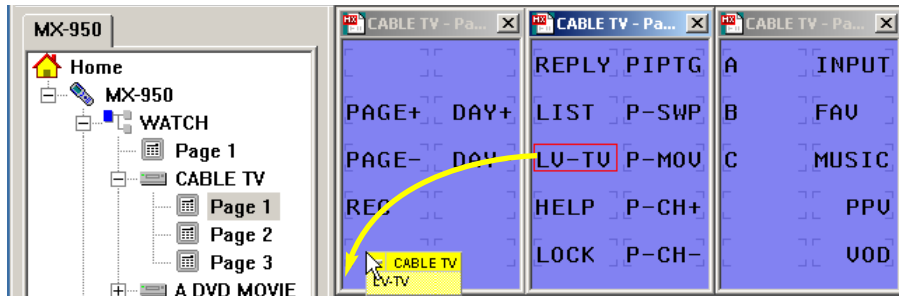 MX-950
Home
MX-950
WATCH
Page 1
CABLE TV
Page 1
Page 2
Page 3
A DVD MOVIE
CABLE TV - Pa...
PAGE+ DAY+
PAGE- DAY-
REC
CABLE TV
LV-TV
CABLE TV - Pa...
REPLY PIPTG
LIST P-SWP
LV-TV P-MOV
HELP P-CH+
LOCK P-CH-
CABLE TV - Pa...
A INPUT
B FAV
C MUSIC
PPV
VOD